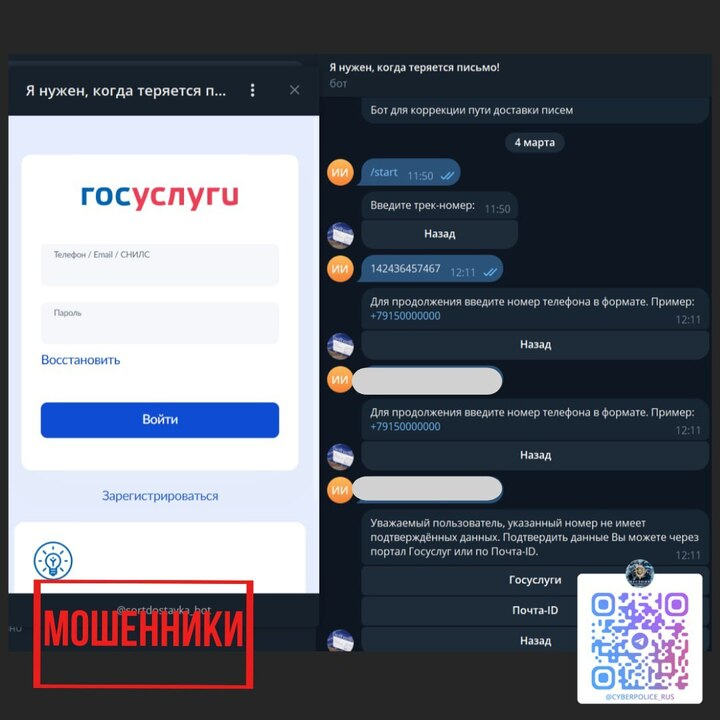 Я нужен, когда теряется п...
госуслуги
Телефон / Email / СНИЛС
Пароль
Восстановить
Войти
Зарегистрироваться
@sortdostavka_bot
МОШЕННИКИ
Я нужен, когда теряется письмо!
бот
Бот для коррекции пути доставки писем
4 марта
ИИ
/start 11:50
Введите трек-номер: 11:50
Назад
ИИ
142436457467 12:11
Для продолжения введите номер телефона в формате. Пример:
+79150000000 12:11
Назад
ИИ
Для продолжения введите номер телефона в формате. Пример:
+79150000000 12:11
Назад
ИИ
Уважаемый пользователь, указанный номер не имеет
подтверждённых данных. Подтвердить данные Вы можете через
портал Госуслуг или по Почта-ID. 12:11
Госуслуги
Почта-ID
Назад
@CYBERPOLICE_RUS